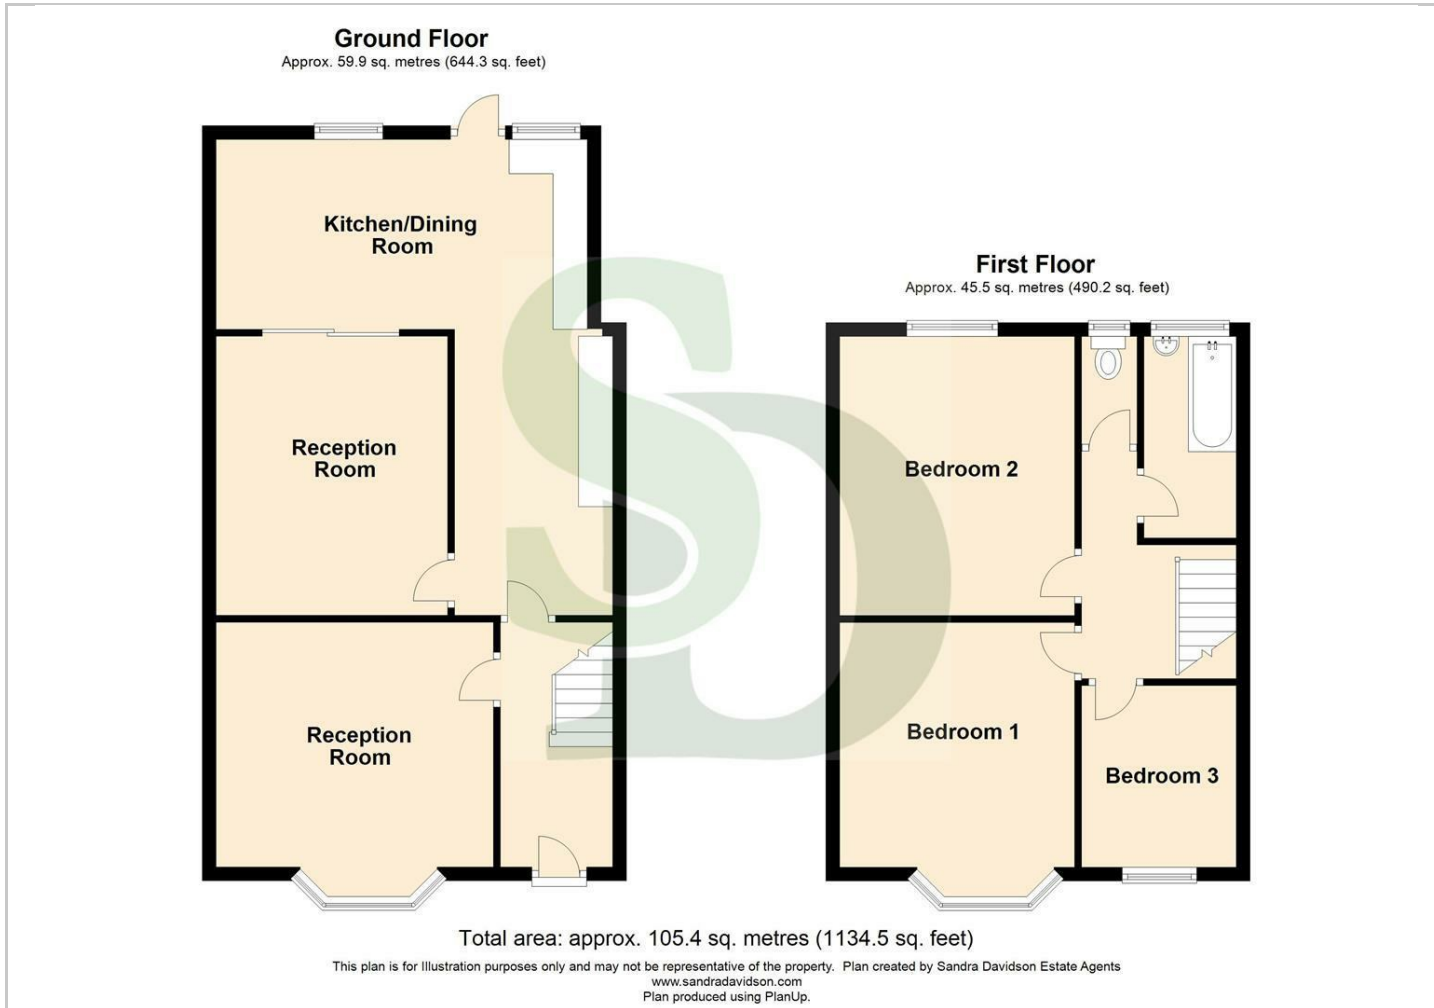 Ground Floor
Approx. 59.9 sq. metres (644.3 sq. feet)
Kitchen/Dining
Room
Reception
Room
Reception
Room
First Floor
Approx. 45.5 sq. metres (490.2 sq. feet)
Bedroom 2
Bedroom 1
Bedroom 3
SD
Total area: approx. 105.4 sq. metres (1134.5 sq. feet)
This plan is for Illustration purposes only and may not be representative of the property. Plan created by Sandra Davidson Estate Agents
www.sandradavidson.com
Plan produced using PlanUp.